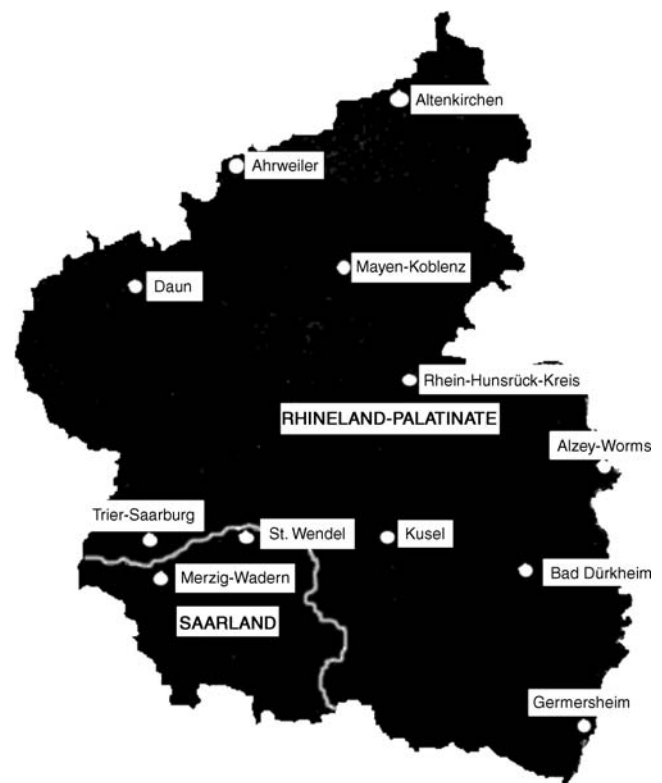 Altenkirchen
Ahrweiler
Mayen-Koblenz
Daun
Rhein-Hunsrück-Kreis
RHINELAND-PALATINATE
Alzey-Worms
Trier-Saarburg
St. Wendel
Kusel
Bad Dürkheim
Merzig-Wadern
SAARLAND
Germersheim